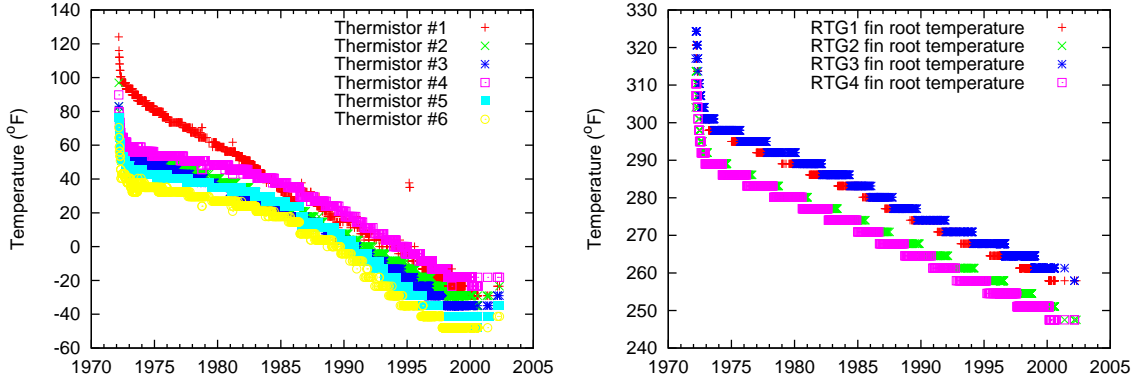 140
120
100
80
60
40
20
0
-20
-40
-60
1970 1975 1980 1985 1990 1995 2000 2005
Temperature (°F)
Thermistor #1
Thermistor #2
Thermistor #3
Thermistor #4
Thermistor #5
Thermistor #6
330
320
310
300
290
280
270
260
250
240
1970 1975 1980 1985 1990 1995 2000 2005
Temperature (°F)
RTG1 fin root temperature
RTG2 fin root temperature
RTG3 fin root temperature
RTG4 fin root temperature